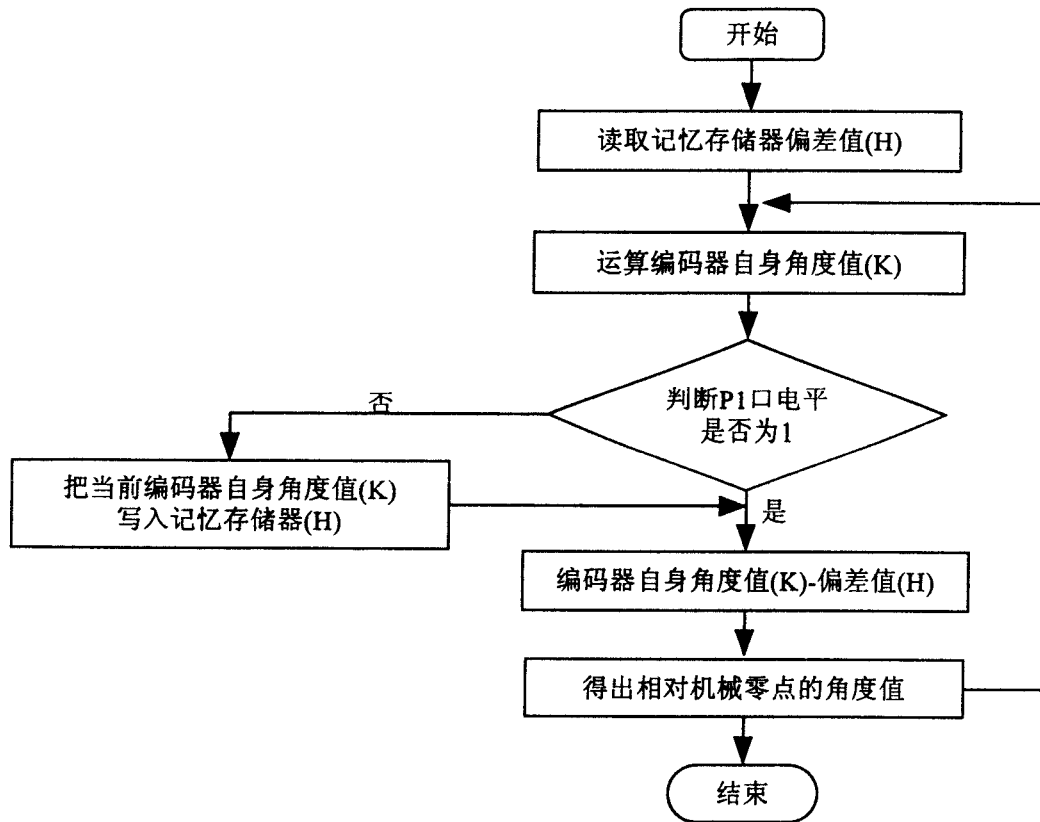 开始
读取记忆存储器偏差值(H)
运算编码器自身角度值(K)
判断P1口电平
是否为1
否
把当前编码器自身角度值(K)
写入记忆存储器(H)
是
编码器自身角度值(K)-偏差值(H)
得出相对机械零点的角度值
结束